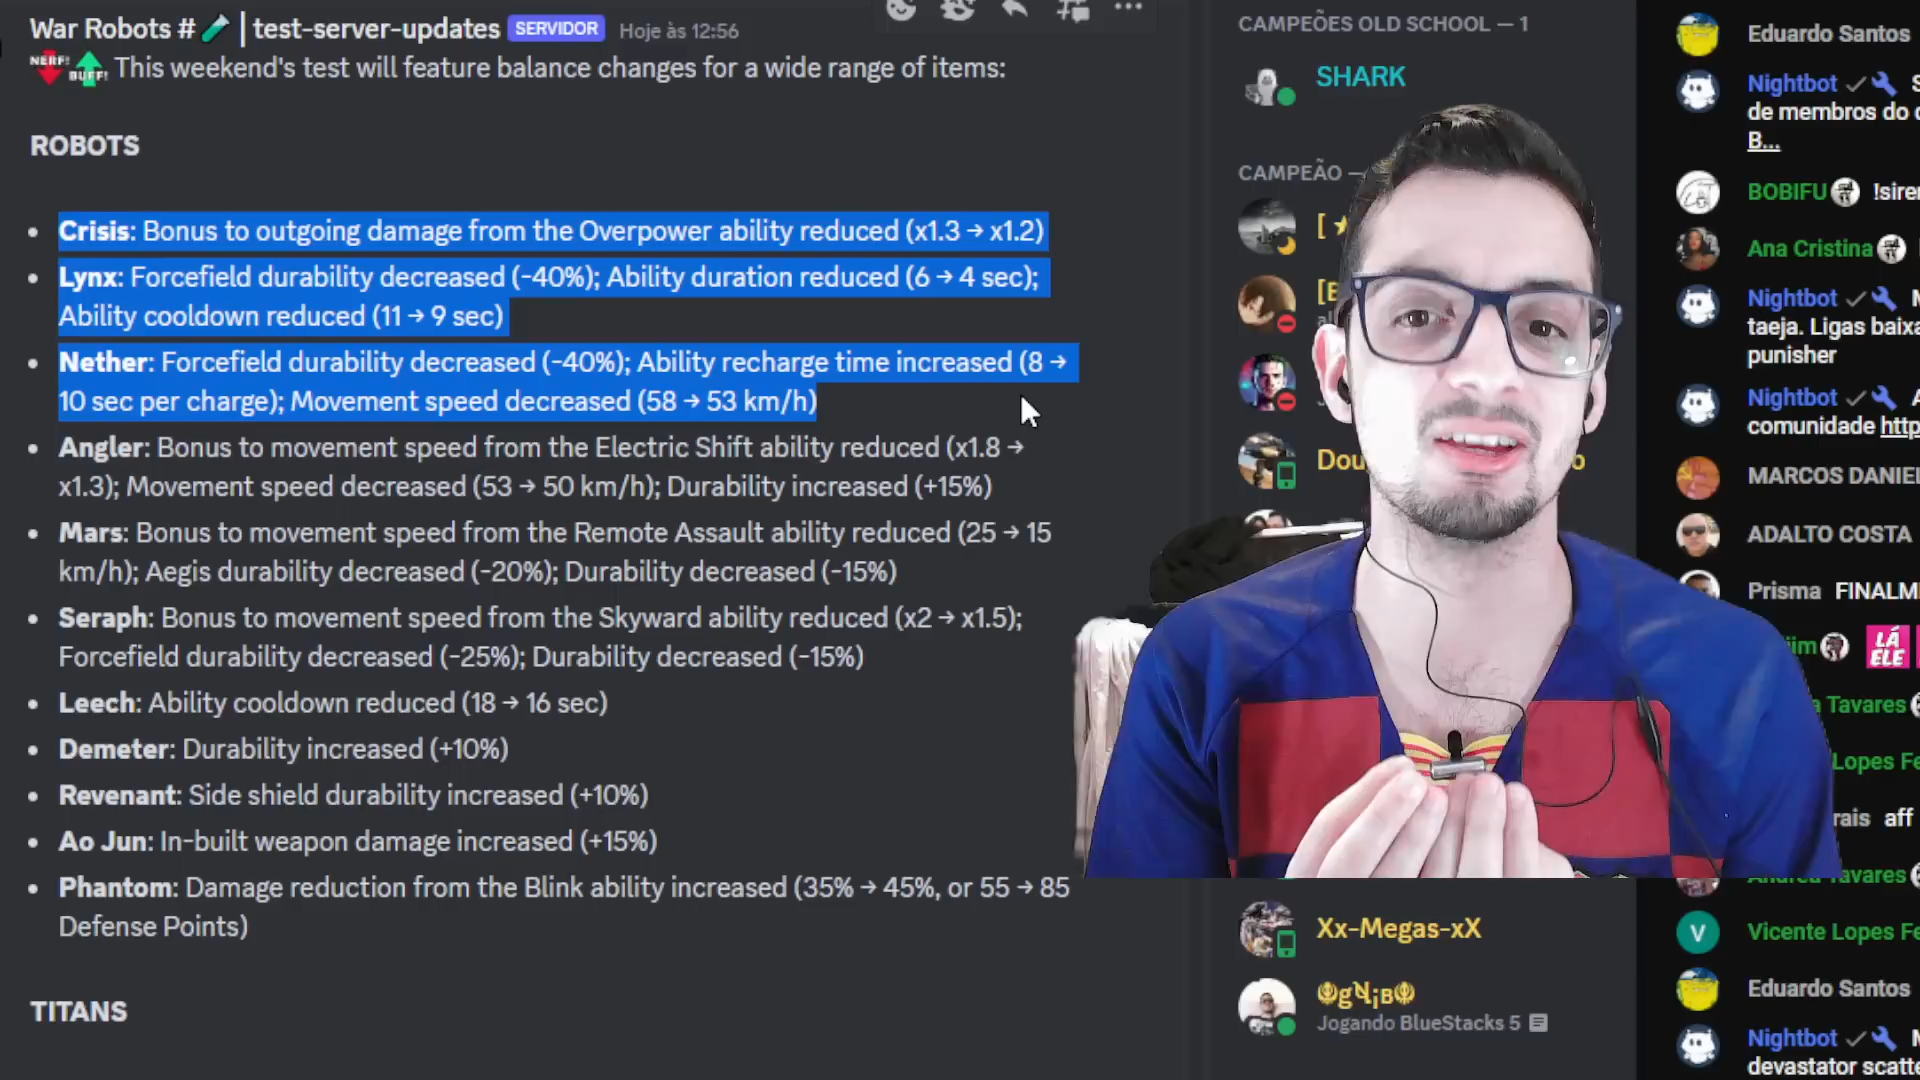 War Robots # | test-server-updates SERVIDOR Hoje às 12:56
NERF! BUFF! This weekend's test will feature balance changes for a wide range of items:
ROBOTS
• Crisis: Bonus to outgoing damage from the Overpower ability reduced (x1.3 → x1.2)
• Lynx: Forcefield durability decreased (-40%); Ability duration reduced (6 → 4 sec);
Ability cooldown reduced (11 → 9 sec)
• Nether: Forcefield durability decreased (-40%); Ability recharge time increased (8 →
10 sec per charge); Movement speed decreased (58 → 53 km/h)
• Angler: Bonus to movement speed from the Electric Shift ability reduced (x1.8 →
x1.3); Movement speed decreased (53 → 50 km/h); Durability increased (+15%)
• Mars: Bonus to movement speed from the Remote Assault ability reduced (25 → 15
km/h); Aegis durability decreased (-20%); Durability decreased (-15%)
• Seraph: Bonus to movement speed from the Skyward ability reduced (x2 → x1.5);
Forcefield durability decreased (-25%); Durability decreased (-15%)
• Leech: Ability cooldown reduced (18 → 16 sec)
• Demeter: Durability increased (+10%)
• Revenant: Side shield durability increased (+10%)
• Ao Jun: In-built weapon damage increased (+15%)
• Phantom: Damage reduction from the Blink ability increased (35% → 45%, or 55 → 85
Defense Points)
TITANS
CAMPEÕES OLD SCHOOL — 1
SHARK
CAMPEÃO —
Xx-Megas-xX
Jogando BlueStacks 5
Eduardo Santos
Nightbot
de membros do
B...
BOBIFU
Ana Cristina
Nightbot
taeja. Ligas baixa
punisher
Nightbot
comunidade
MARCOS DANIEL
ADALTO COSTA
Prisma FINALM
LÁ ELE
Tavares
Lopes Fe
aff
Tavares
V Vicente Lopes Fe
Eduardo Santos
Nightbot
devastator scatte